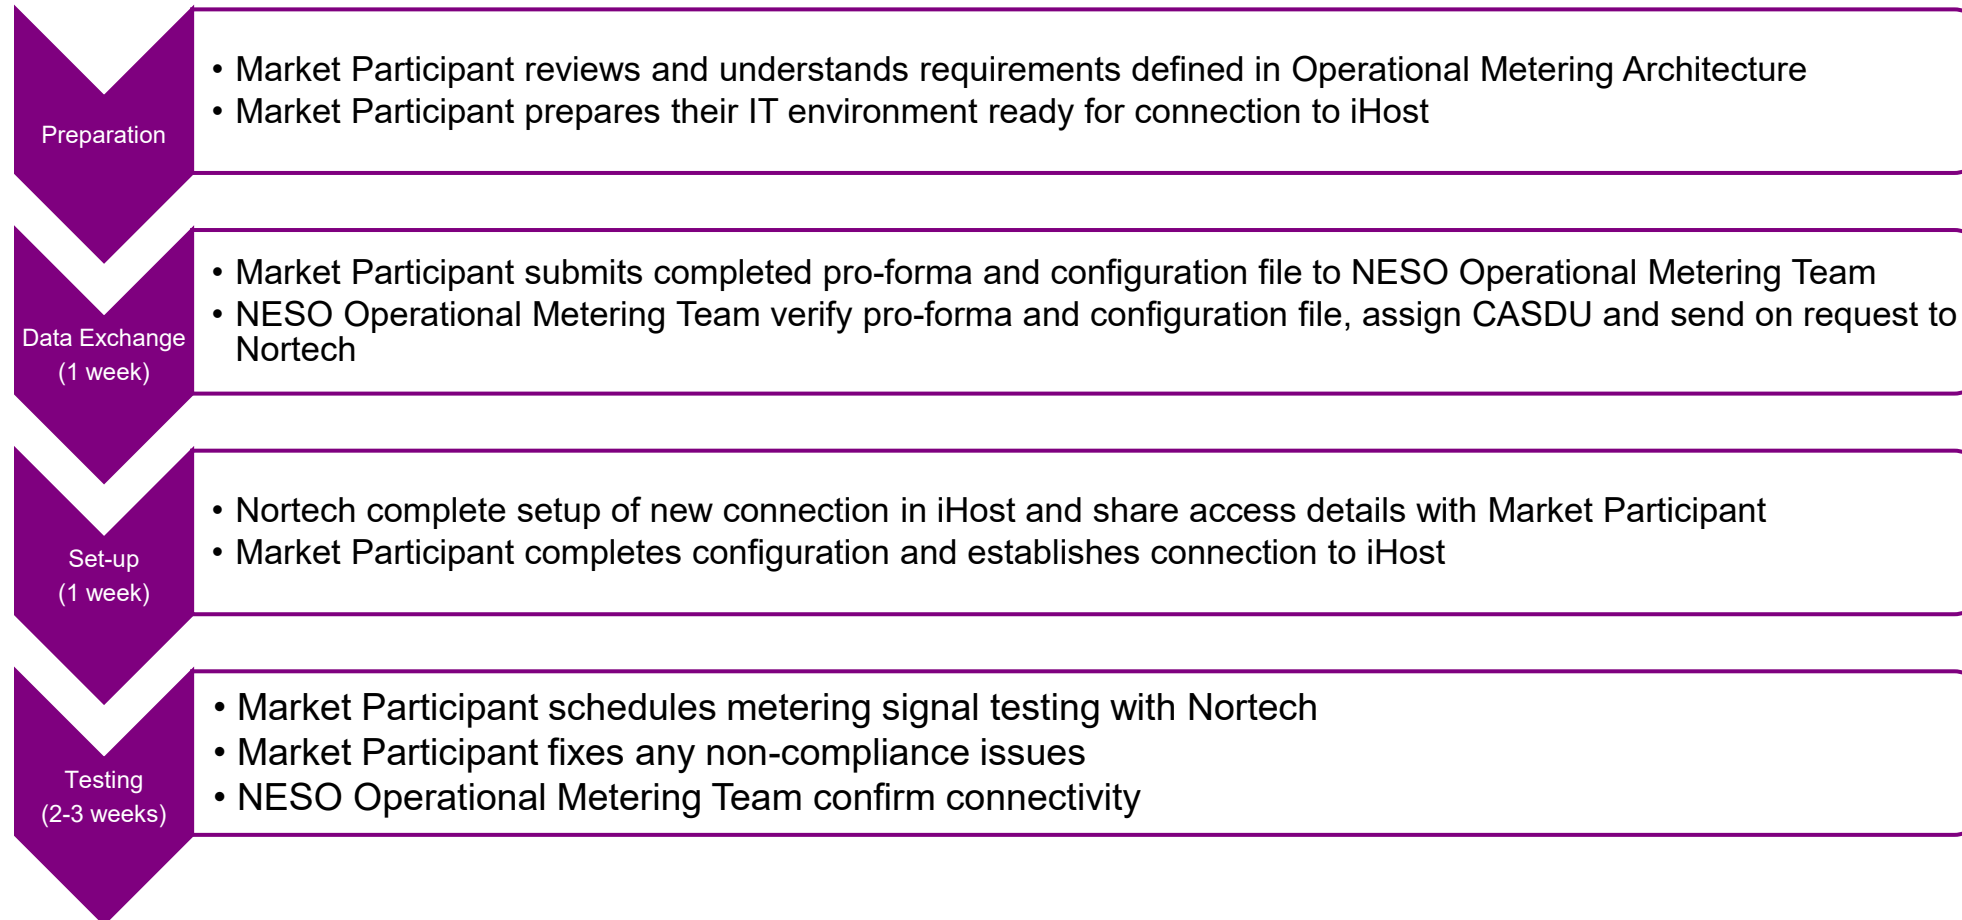 Preparation
• Market Participant reviews and understands requirements defined in Operational Metering Architecture
• Market Participant prepares their IT environment ready for connection to iHost
Data Exchange
(1 week)
• Market Participant submits completed pro-forma and configuration file to NESO Operational Metering Team
• NESO Operational Metering Team verify pro-forma and configuration file, assign CASDU and send on request to
Nortech
Set-up
(1 week)
• Nortech complete setup of new connection in iHost and share access details with Market Participant
• Market Participant completes configuration and establishes connection to iHost
Testing
(2-3 weeks)
• Market Participant schedules metering signal testing with Nortech
• Market Participant fixes any non-compliance issues
• NESO Operational Metering Team confirm connectivity